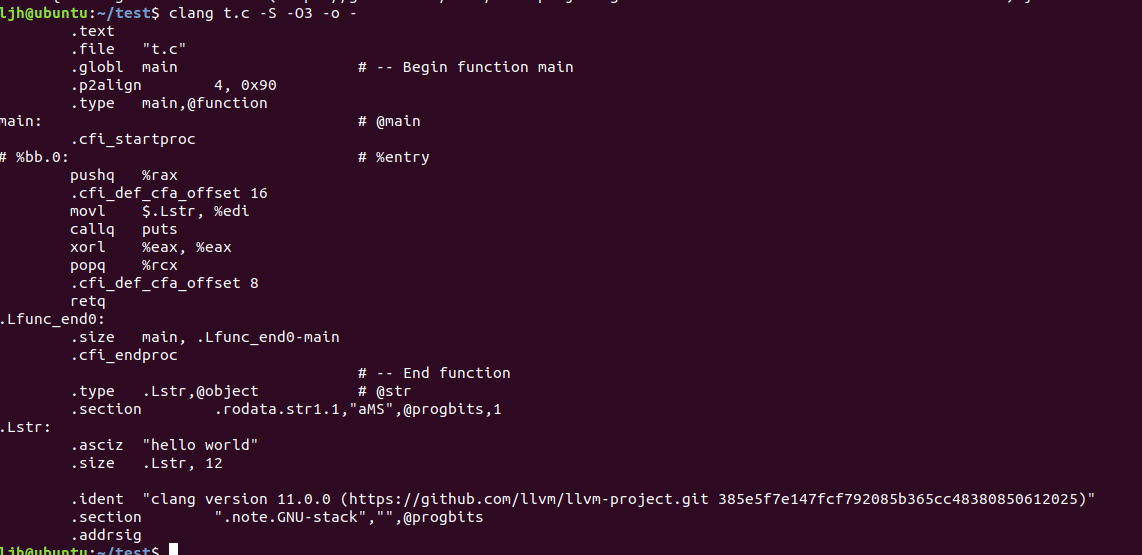 ljh@ubuntu:~/test$ clang t.c -S -O3 -o -
.text
.file "t.c"
.globl main # -- Begin function main
.p2align 4, 0x90
.type main,@function
main: # @main
.cfi_startproc
# %bb.0: # %entry
pushq %rax
.cfi_def_cfa_offset 16
movl $.Lstr, %edi
callq puts
xorl %eax, %eax
popq %rcx
.cfi_def_cfa_offset 8
retq
.Lfunc_end0:
.size main, .Lfunc_end0-main
.cfi_endproc
# -- End function
.type .Lstr,@object # @str
.section .rodata.str1.1,"aMS",@progbits,1
.Lstr:
.asciz "hello world"
.size .Lstr, 12
.ident "clang version 11.0.0 (https://github.com/llvm/llvm-project.git 385e5f7e147fcf792085b365cc48380850612025)"
.section ".note.GNU-stack","",@progbits
.addrsig
ljh@ubuntu:~/test$